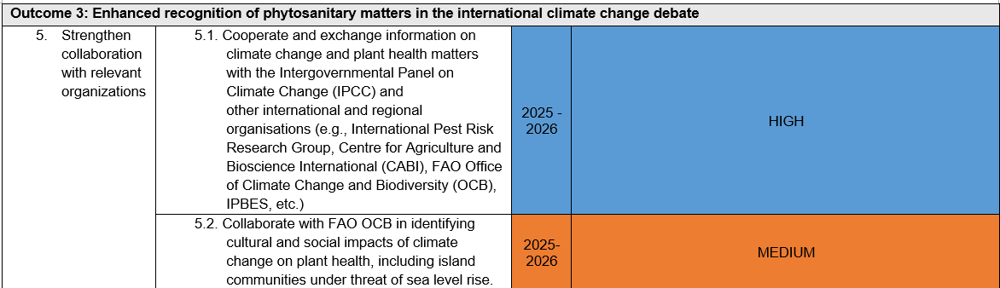 Outcome 3: Enhanced recognition of phytosanitary matters in the international climate change debate
5. Strengthen
collaboration
with relevant
organizations
5.1. Cooperate and exchange information on
climate change and plant health matters
with the Intergovernmental Panel on
Climate Change (IPCC) and
other international and regional
organisations (e.g., International Pest Risk
Research Group, Centre for Agriculture and
Bioscience International (CABI), FAO Office
of Climate Change and Biodiversity (OCB),
IPBES, etc.)
2025 -
2026
HIGH
5.2. Collaborate with FAO OCB in identifying
cultural and social impacts of climate
change on plant health, including island
communities under threat of sea level rise.
2025-
2026
MEDIUM